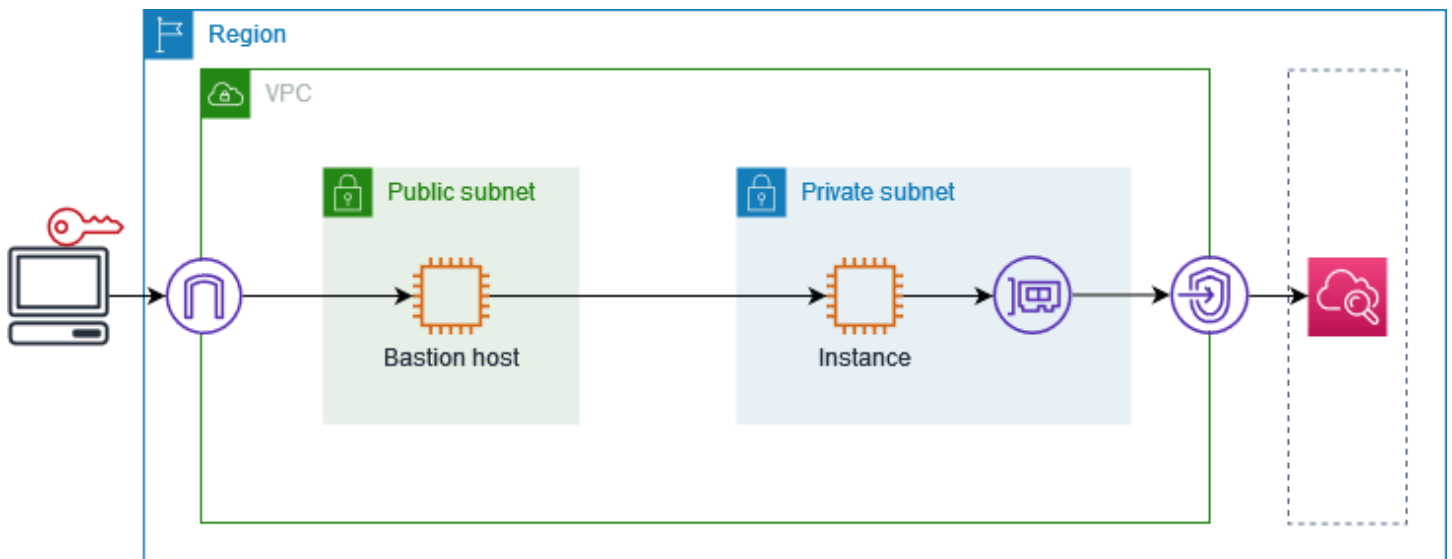 Region
VPC
Public subnet
Private subnet
Bastion host
Instance